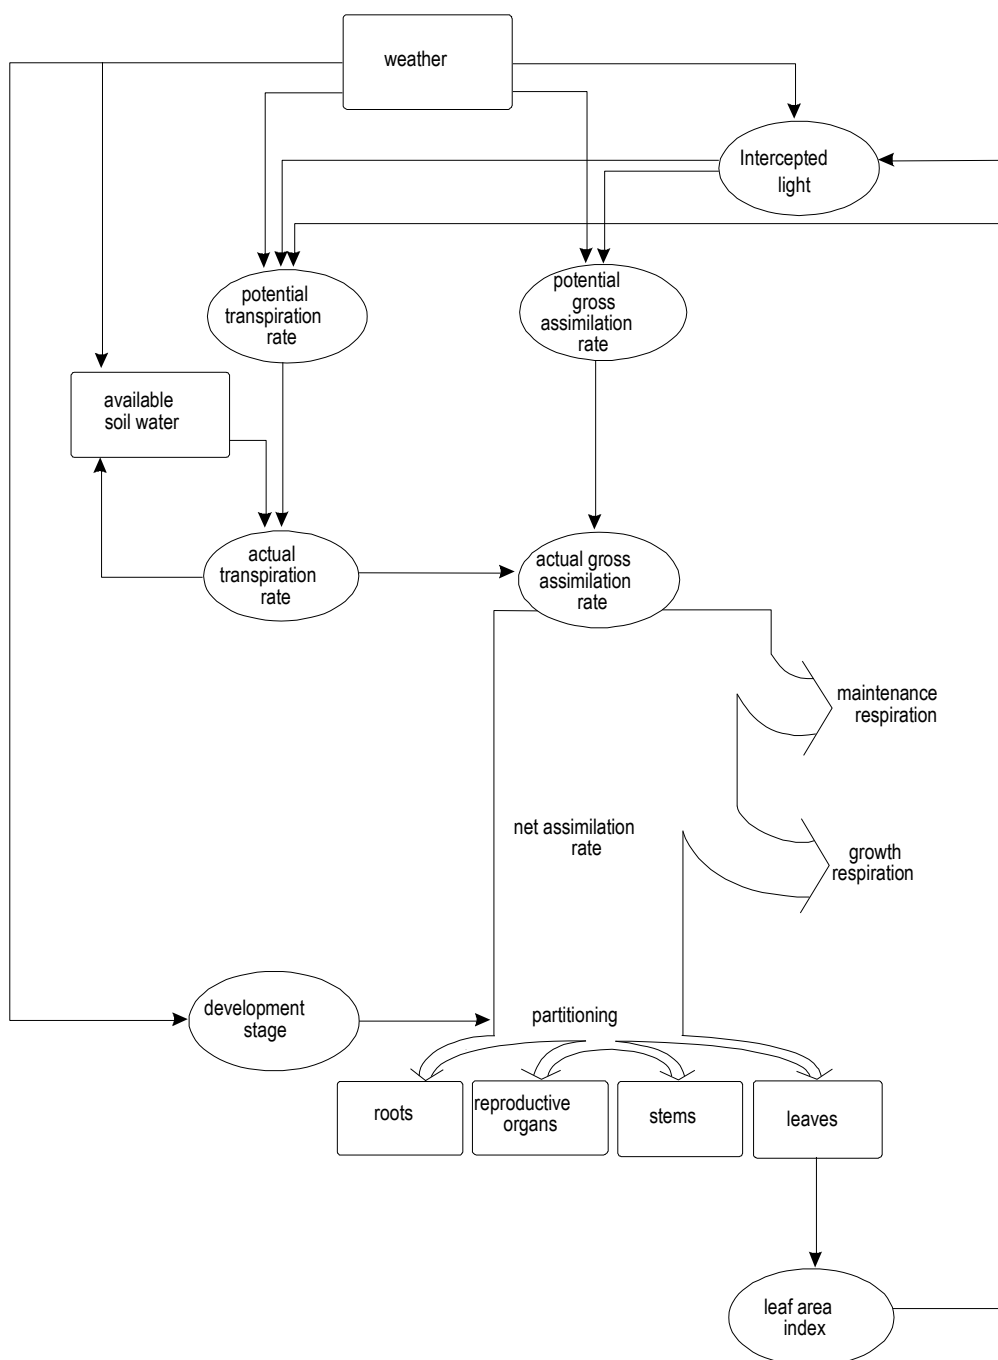 weather
Intercepted
light
potential
transpiration
rate
potential
gross
assimilation
rate
available
soil water
actual
transpiration
rate
actual gross
assimilation
rate
maintenance
respiration
net assimilation
rate
growth
respiration
development
stage
partitioning
roots
reproductive
organs
stems
leaves
leaf area
index